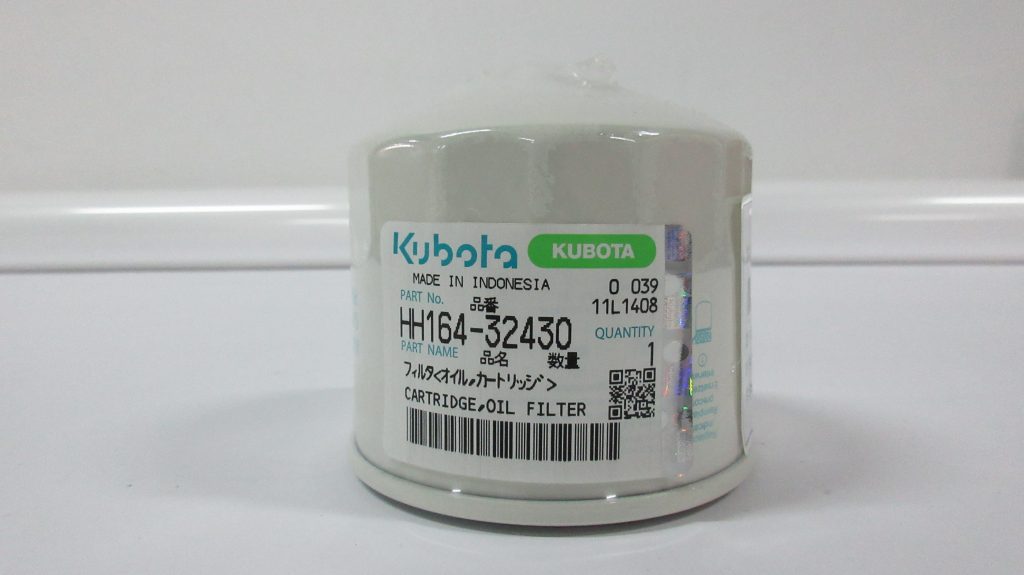 Kubota KUBOTA
MADE IN INDONESIA 0 039
PART No. 品番 11L1408
HH164-32430 QUANTITY
PART NAME 品名 数量 1
フィルタ<オイル,カートリッジ>
CARTRIDGE,OIL FILTER